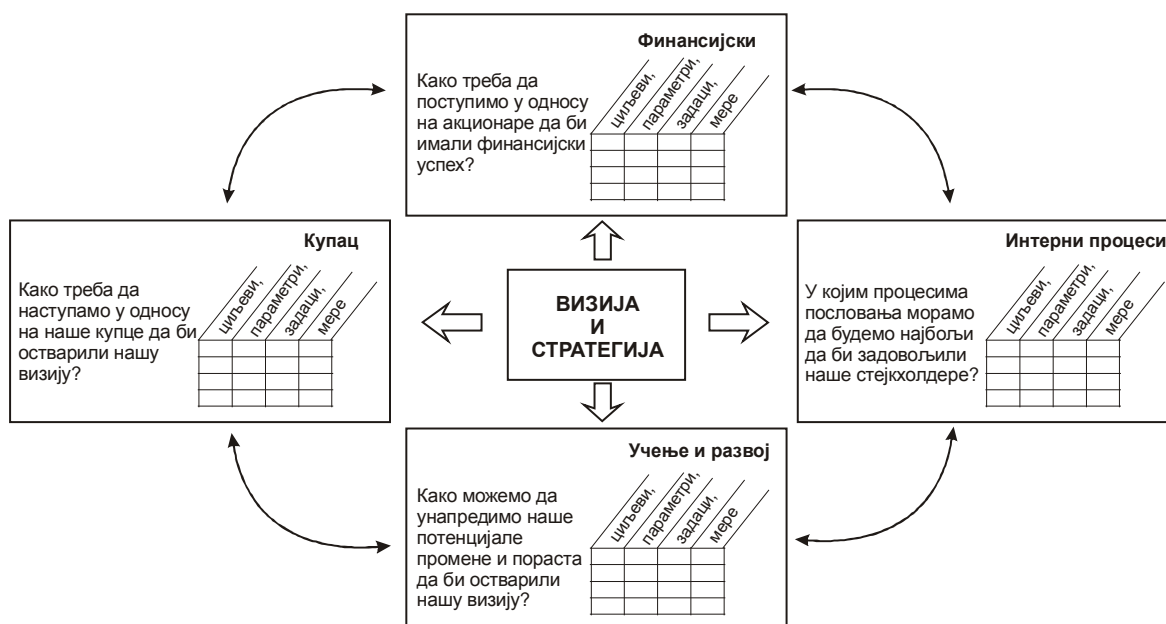 Финансијски
Како треба да
поступимо у односу
на акционаре да би
имали финансијски
успех?
циљеви,
параметри,
задаци,
мере
Купац
Како треба да
наступамо у односу
на наше купце да би
остварили нашу
визију?
циљеви,
параметри,
задаци,
мере
ВИЗИЈА
И
СТРАТЕГИЈА
Интерни процеси
У којим процесима
пословања морамо
да будемо најбољи
да би задовољили
наше стејкхолдере?
циљеви,
параметри,
задаци,
мере
Учење и развој
Како можемо да
унапредимо наше
потенцијале
промене и пораста
да би остварили
нашу визију?
циљеви,
параметри,
задаци,
мере